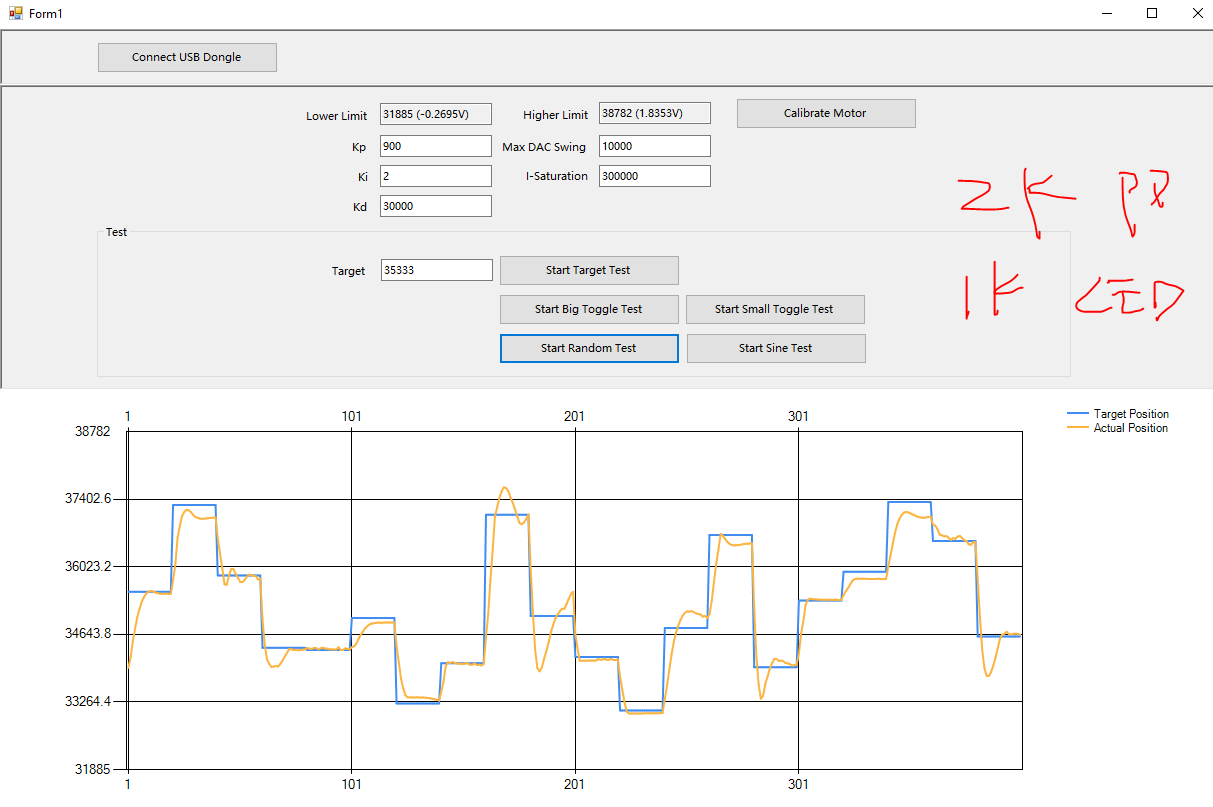 Form1
Connect USB Dongle
Lower Limit 31885 (-0.2695V) Higher Limit 38782 (1.8353V) Calibrate Motor
Kp 900 Max DAC Swing 10000
Ki 2 I-Saturation 300000
Kd 30000
2K
1K LED
Test
Target 35333 Start Target Test
Start Big Toggle Test Start Small Toggle Test
Start Random Test Start Sine Test
1 101 201 301
Target Position
Actual Position
38782
37402.6
36023.2
34643.8
33264.4
31885
1 101 201 301